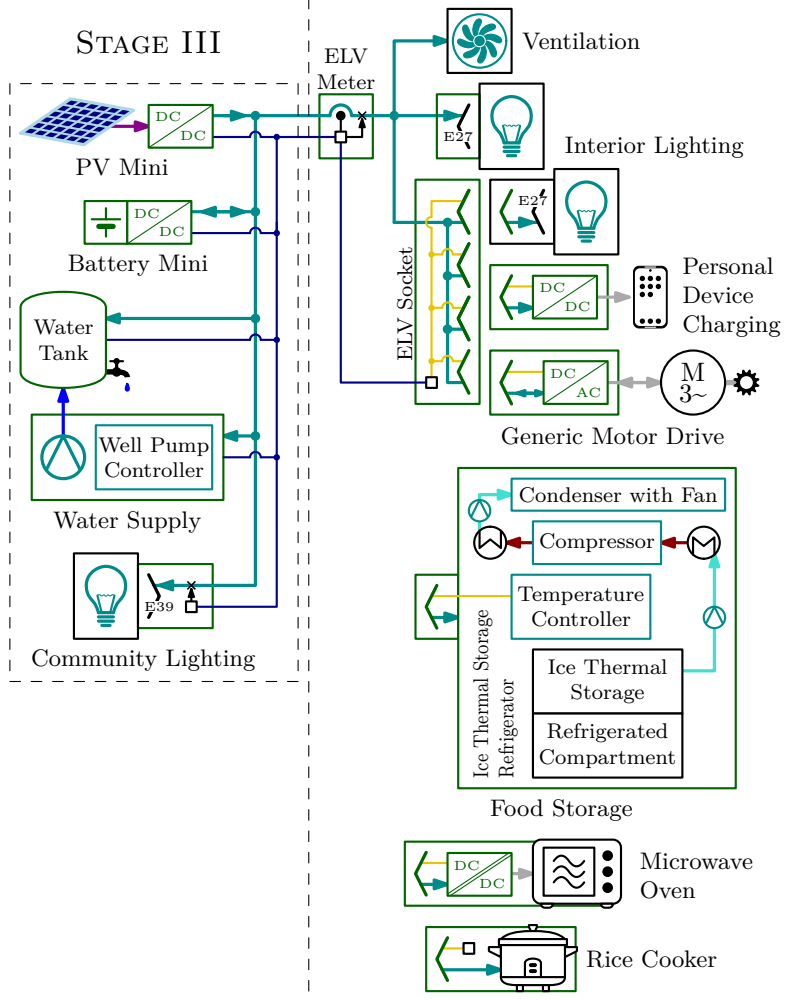 STAGE III
DC
DC
PV Mini
DC
DC
Battery Mini
Water
Tank
Well Pump
Controller
Water Supply
E39
Community Lighting
ELV
Meter
Ventilation
E27
Interior Lighting
E27
ELV Socket
DC
DC
Personal
Device
Charging
DC
AC
M
3~
Generic Motor Drive
Condenser with Fan
Compressor
Temperature
Controller
Ice Thermal
Storage
Refrigerated
Compartment
Ice Thermal Storage
Refrigerator
Food Storage
DC
DC
Microwave
Oven
Rice Cooker